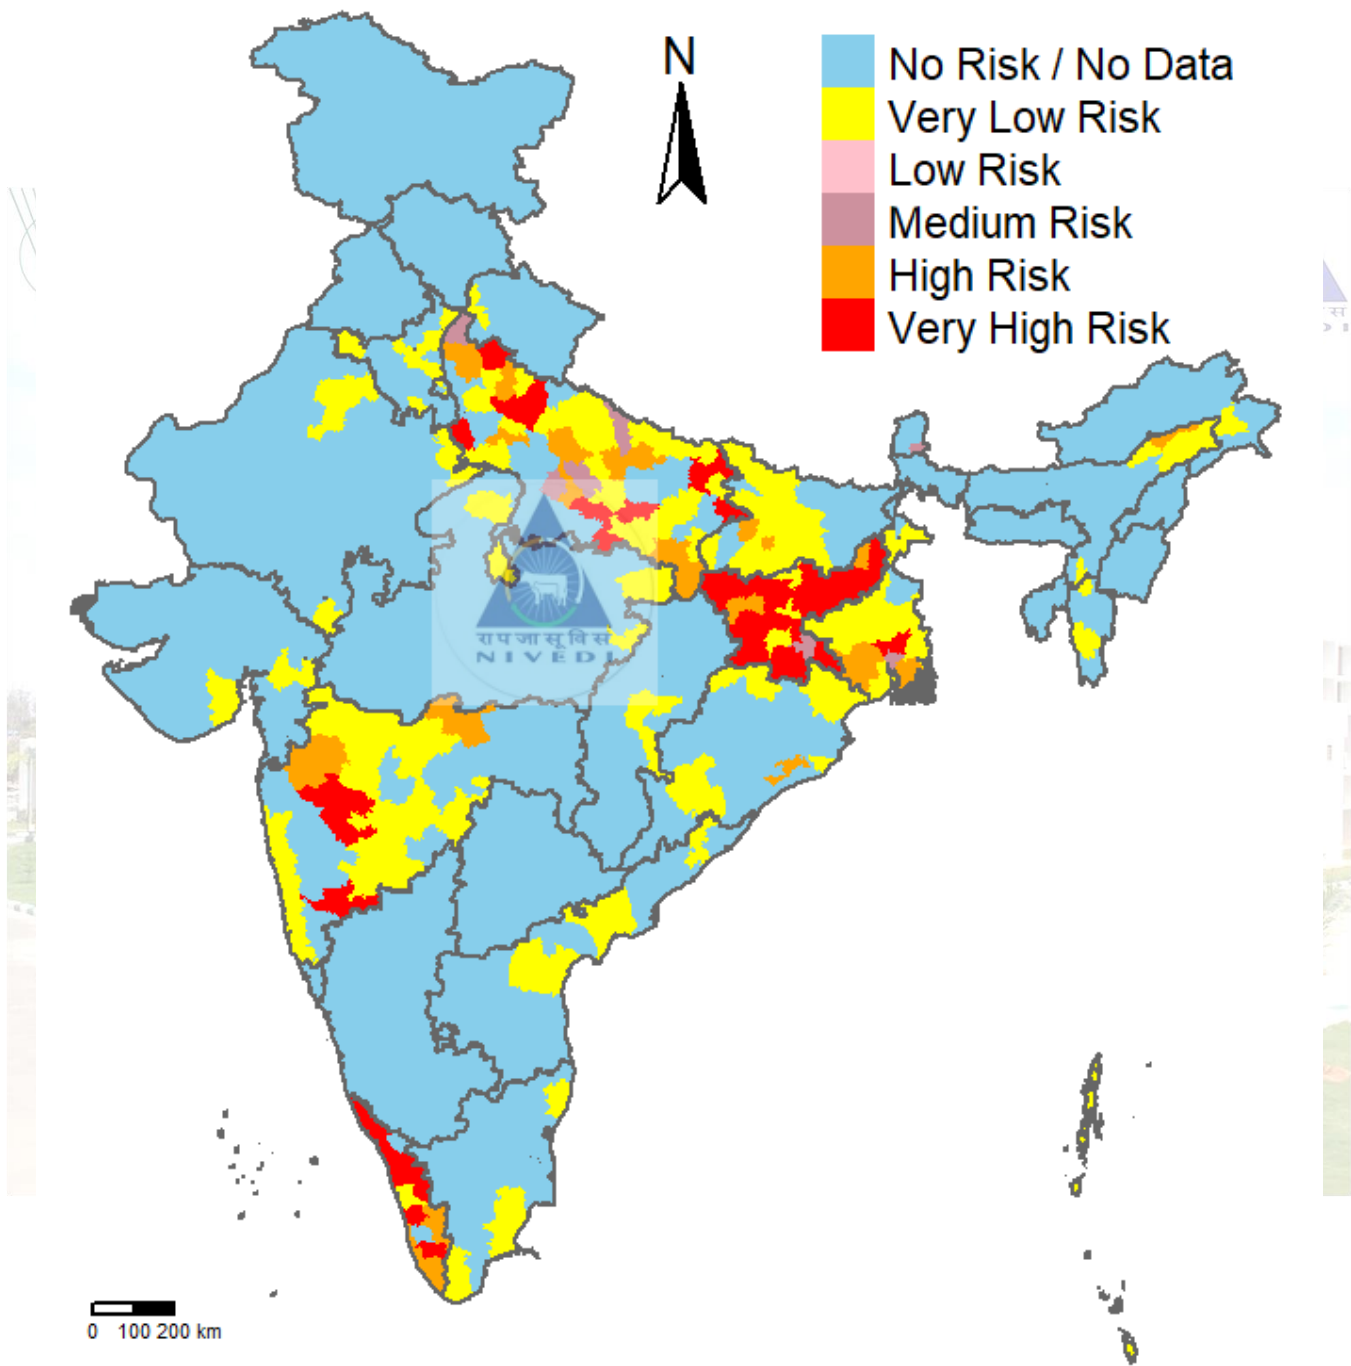 N
No Risk / No Data
Very Low Risk
Low Risk
Medium Risk
High Risk
Very High Risk
रापजासूविसं
NIVEDI
0 100 200 km